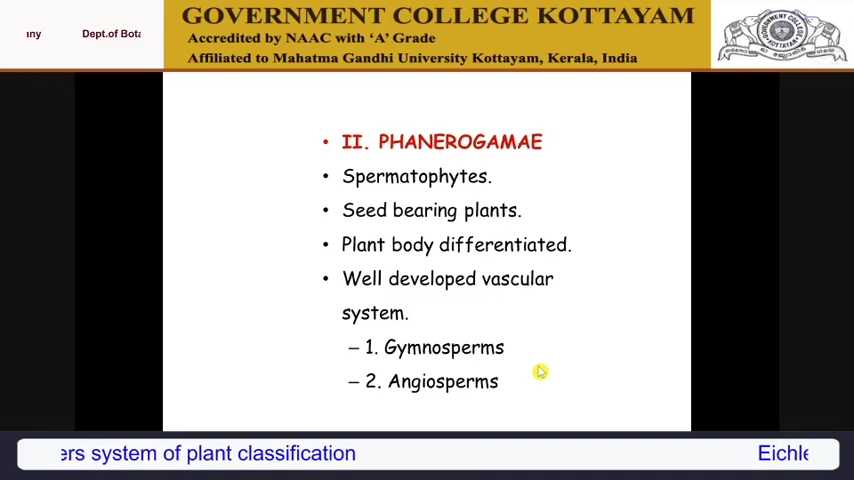 GOVERNMENT COLLEGE KOTTAYAM
Dept.of Bota
Accredited by NAAC with ‘A’ Grade
Affiliated to Mahatma Gandhi University Kottayam, Kerala, India
• II. PHANEROGAMAE
• Spermatophytes.
• Seed bearing plants.
• Plant body differentiated.
• Well developed vascular
system.
– 1. Gymnosperms
– 2. Angiosperms
ers system of plant classification
Eichle